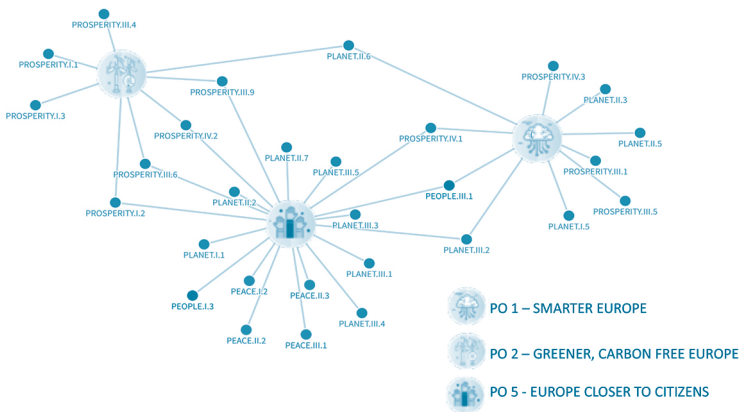 PROSPERITY.III.4
PROSPERITY.I.1
PLANET.II.6
PROSPERITY.IV.3
PROSPERITY.III.9
PLANET.II.3
PROSPERITY.I.3
PROSPERITY.IV.2
PROSPERITY.IV.1
PLANET.II.5
PLANET.II.7
PROSPERITY.III.6
PLANET.III.5
PROSPERITY.III.1
PLANET.II.2
PEOPLE.III.1
PROSPERITY.I.2
PLANET.III.3
PROSPERITY.III.5
PLANET.I.5
PLANET.I.1
PLANET.III.2
PLANET.III.1
PEACE.I.2
PEACE.II.3
PEOPLE.I.3
PLANET.III.4
PEACE.II.2
PEACE.III.1
PO 1 – SMARTER EUROPE
PO 2 – GREENER, CARBON FREE EUROPE
PO 5 - EUROPE CLOSER TO CITIZENS